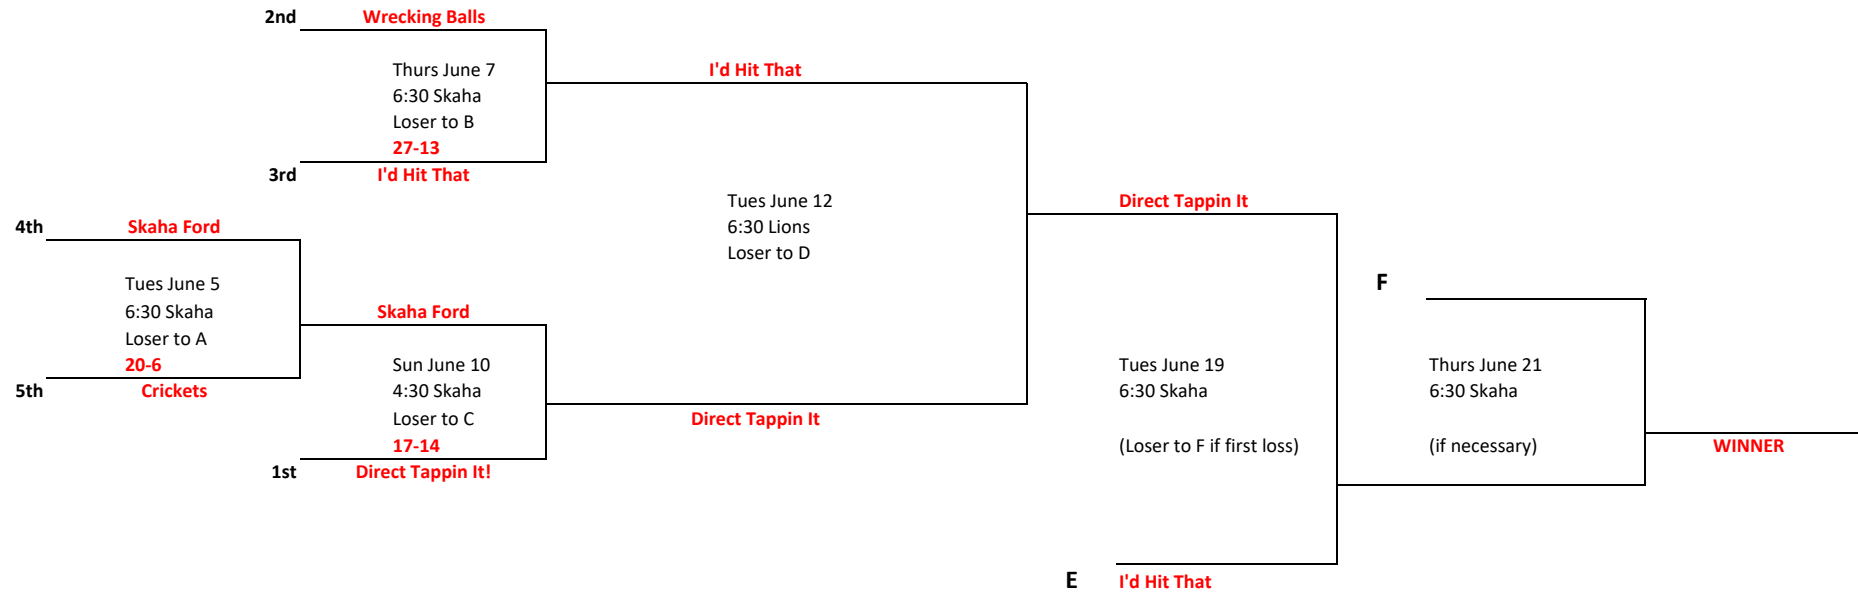 2nd Wrecking Balls
Thurs June 7
6:30 Skaha
Loser to B
27-13
3rd I'd Hit That
4th Skaha Ford
Tues June 5
6:30 Skaha
Loser to A
20-6
5th Crickets
Skaha Ford
Sun June 10
4:30 Skaha
Loser to C
17-14
1st Direct Tappin It!
I'd Hit That
Tues June 12
6:30 Lions
Loser to D
Direct Tappin It
Direct Tappin It
Tues June 19
6:30 Skaha
(Loser to F if first loss)
E I'd Hit That
F
Thurs June 21
6:30 Skaha
(if necessary)
WINNER